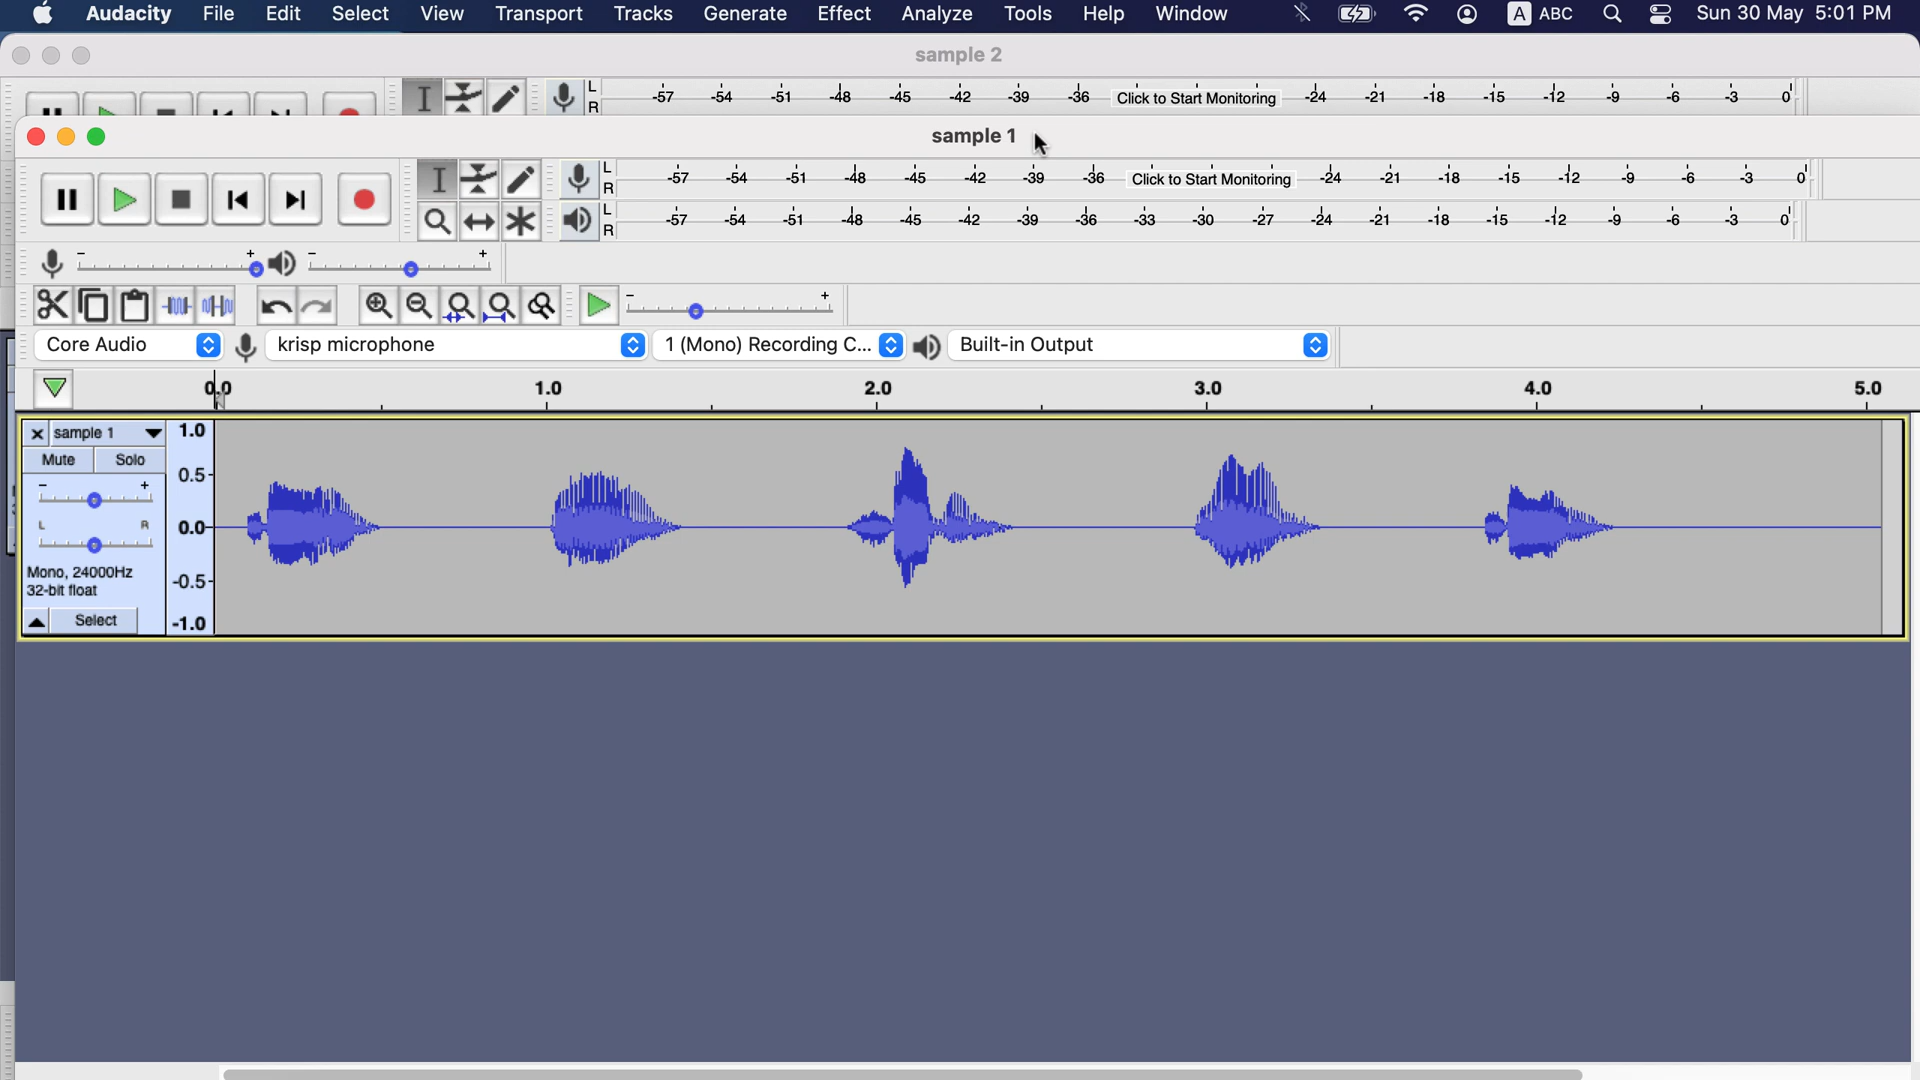 Audacity File Edit Select View Transport Tracks Generate Effect Analyze Tools Help Window A ABC Sun 30 May 5:01 PM
sample 2
L
R
-57 -54 -51 -48 -45 -42 -39 -36 Click to Start Monitoring -24 -21 -18 -15 -12 -9 -6 -3 0
sample 1
L
R
-57 -54 -51 -48 -45 -42 -39 -36 Click to Start Monitoring -24 -21 -18 -15 -12 -9 -6 -3 0
L
R
-57 -54 -51 -48 -45 -42 -39 -36 -33 -30 -27 -24 -21 -18 -15 -12 -9 -6 -3 0
- + - +
- +
Core Audio krisp microphone 1 (Mono) Recording C... Built-in Output
0.0 1.0 2.0 3.0 4.0 5.0
sample 1 1.0
Mute Solo
0.5
- +
L R
0.0
Mono, 24000Hz
32-bit float
-0.5
Select -1.0